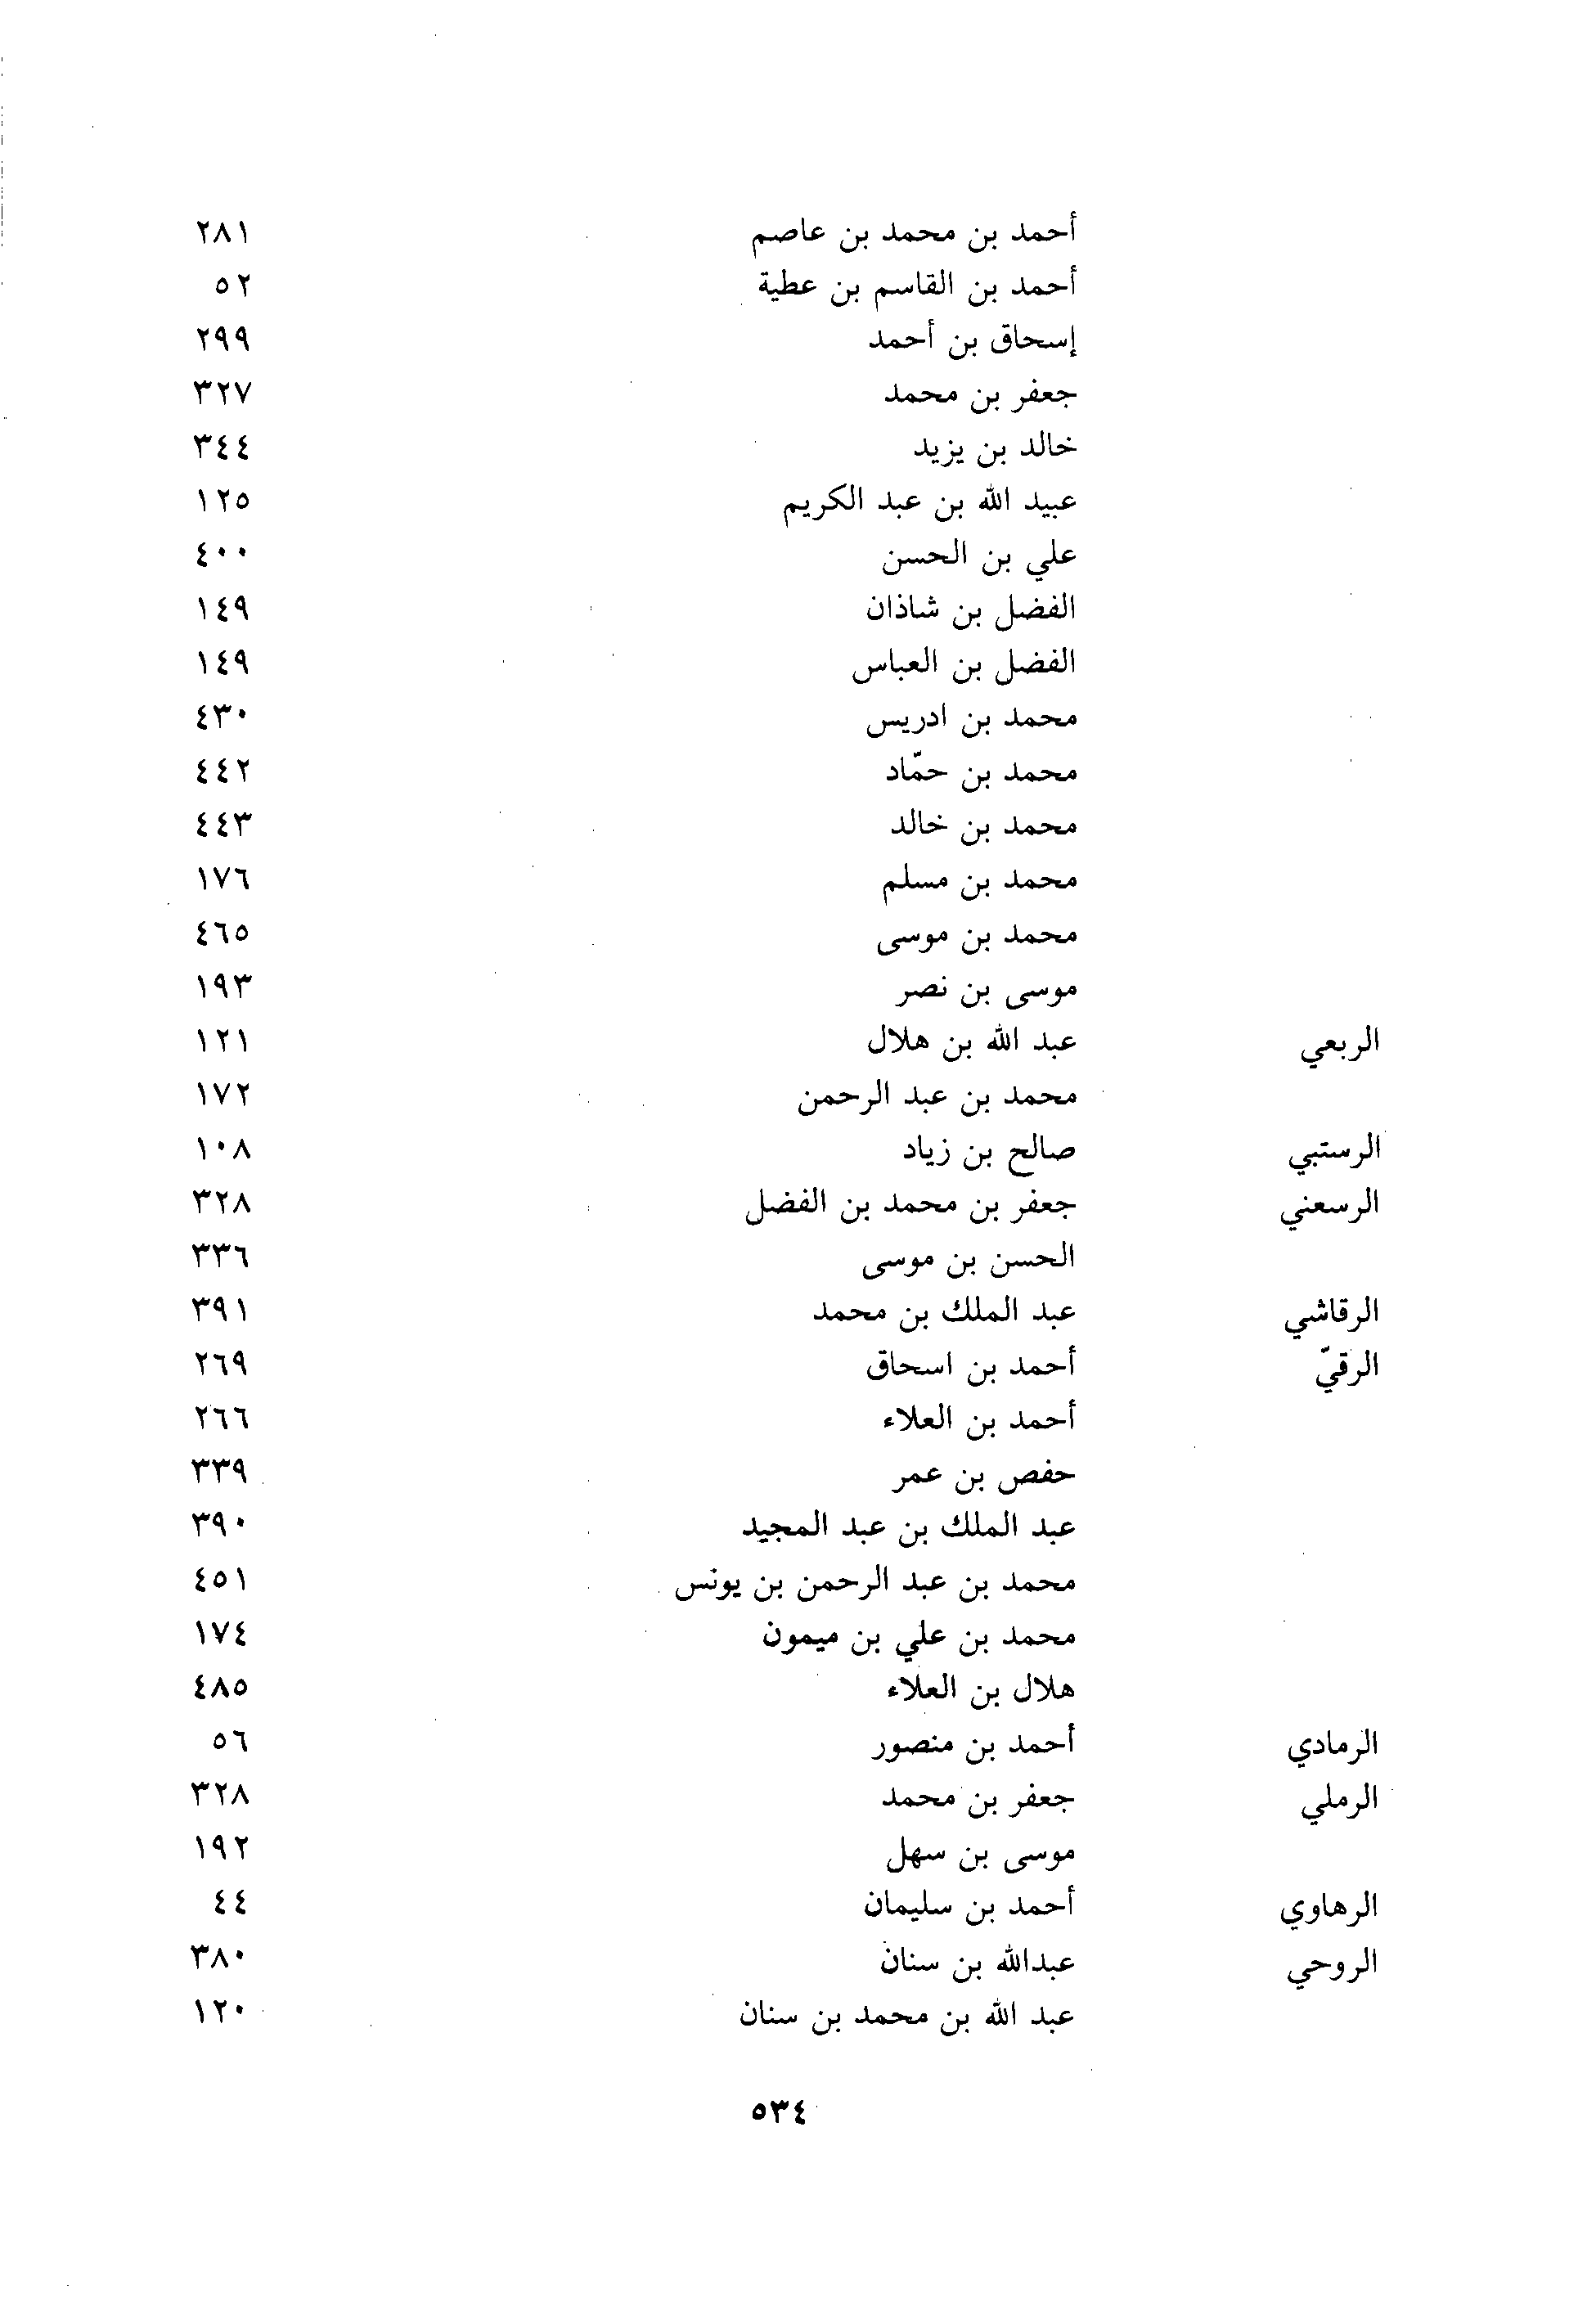 أحمد بن محمد بن عاصم ٢٨١
أحمد بن القاسم بن عطية ٥٢
إسحاق بن أحمد ٢٩٩
جعفر بن محمد ٣٢٧
خالد بن يزيد ٣٤٤
عبيد الله بن عبد الكريم ١٢٥
علي بن الحسن ٤٠٠
الفضل بن شاذان ١٤٩
الفضل بن العباس ١٤٩
محمد بن ادريس ٤٣٠
محمد بن حمّاد ٤٤٢
محمد بن خالد ٤٤٣
محمد بن مسلم ١٧٦
محمد بن موسى ٤٦٥
موسى بن نصر ١٩٣
الربعي عبد الله بن هلال ١٢١
محمد بن عبد الرحمن ١٧٢
الرستبي صالح بن زياد ١٠٨
الرسعني جعفر بن محمد بن الفضل ٣٢٨
الحسن بن موسى ٣٣٦
الرقاشي عبد الملك بن محمد ٣٩١
الرقيّ أحمد بن اسحاق ٢٦٩
أحمد بن العلاء ٢٦٦
حفص بن عمر ٣٣٩
عبد الملك بن عبد المجيد ٣٩٠
محمد بن عبد الرحمن بن يونس ٤٥١
محمد بن علي بن ميمون ١٧٤
هلال بن العلاء ٤٨٥
الرمادي أحمد بن منصور ٥٦
الرملي جعفر بن محمد ٣٢٨
موسى بن سهل ١٩٢
الرهاوي أحمد بن سليمان ٤٤
الروحي عبدالله بن سنان ٣٨٠
عبد الله بن محمد بن سنان ١٢٠
٥٣٤